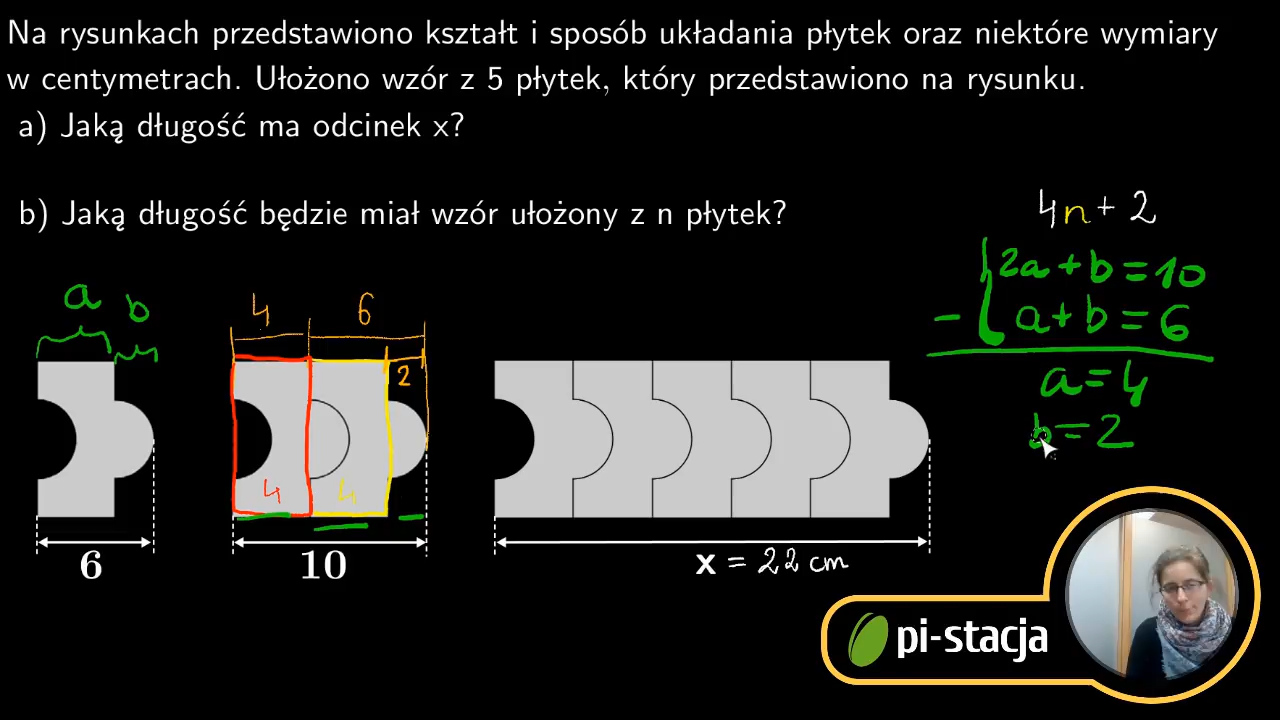 Na rysunkach przedstawiono kształt i sposób układania płytek oraz niektóre wymiary
w centymetrach. Ułożono wzór z 5 płytek, który przedstawiono na rysunku.
a) Jaką długość ma odcinek x?
b) Jaką długość będzie miał wzór ułożony z n płytek?
4n + 2
2a + b = 10
- a + b = 6
a = 4
b = 2
a b
4 6
2
4 4
6
10
x = 22 cm
pi-stacja